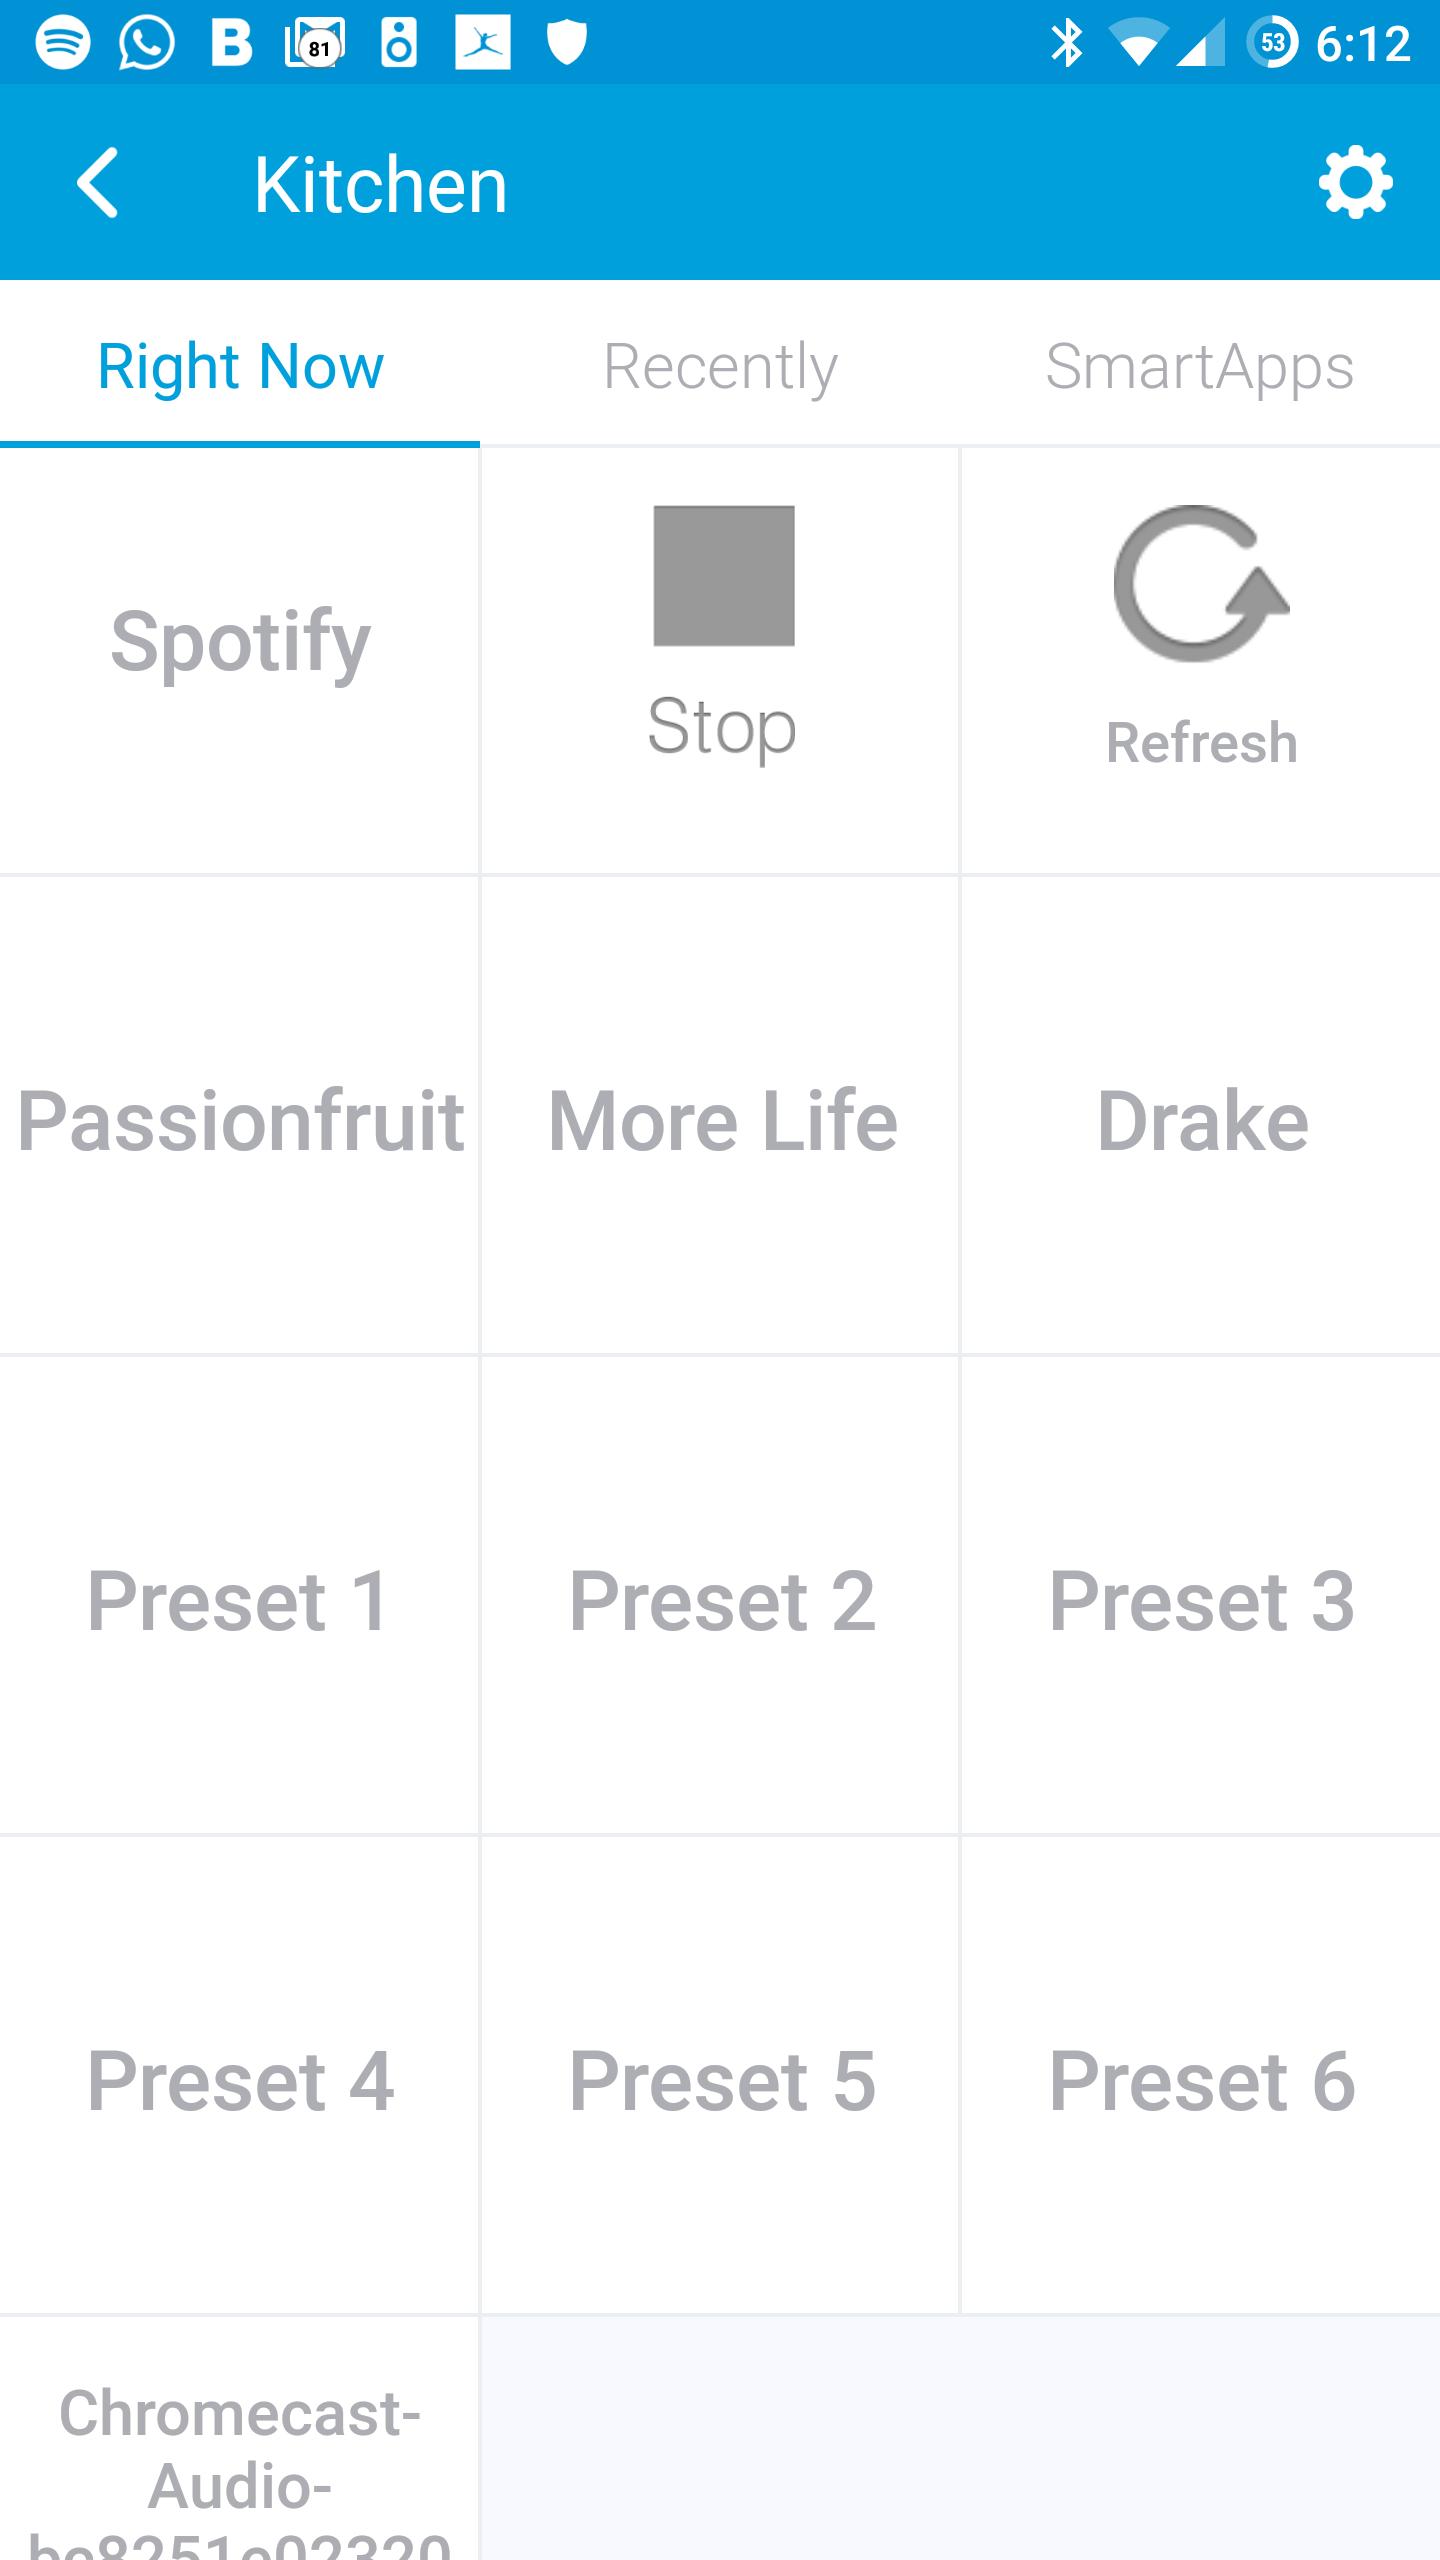 B 81 53 6:12
Kitchen
Right Now Recently SmartApps
Spotify Stop Refresh
Passionfruit More Life Drake
Preset 1 Preset 2 Preset 3
Preset 4 Preset 5 Preset 6
Chromecast-
Audio-